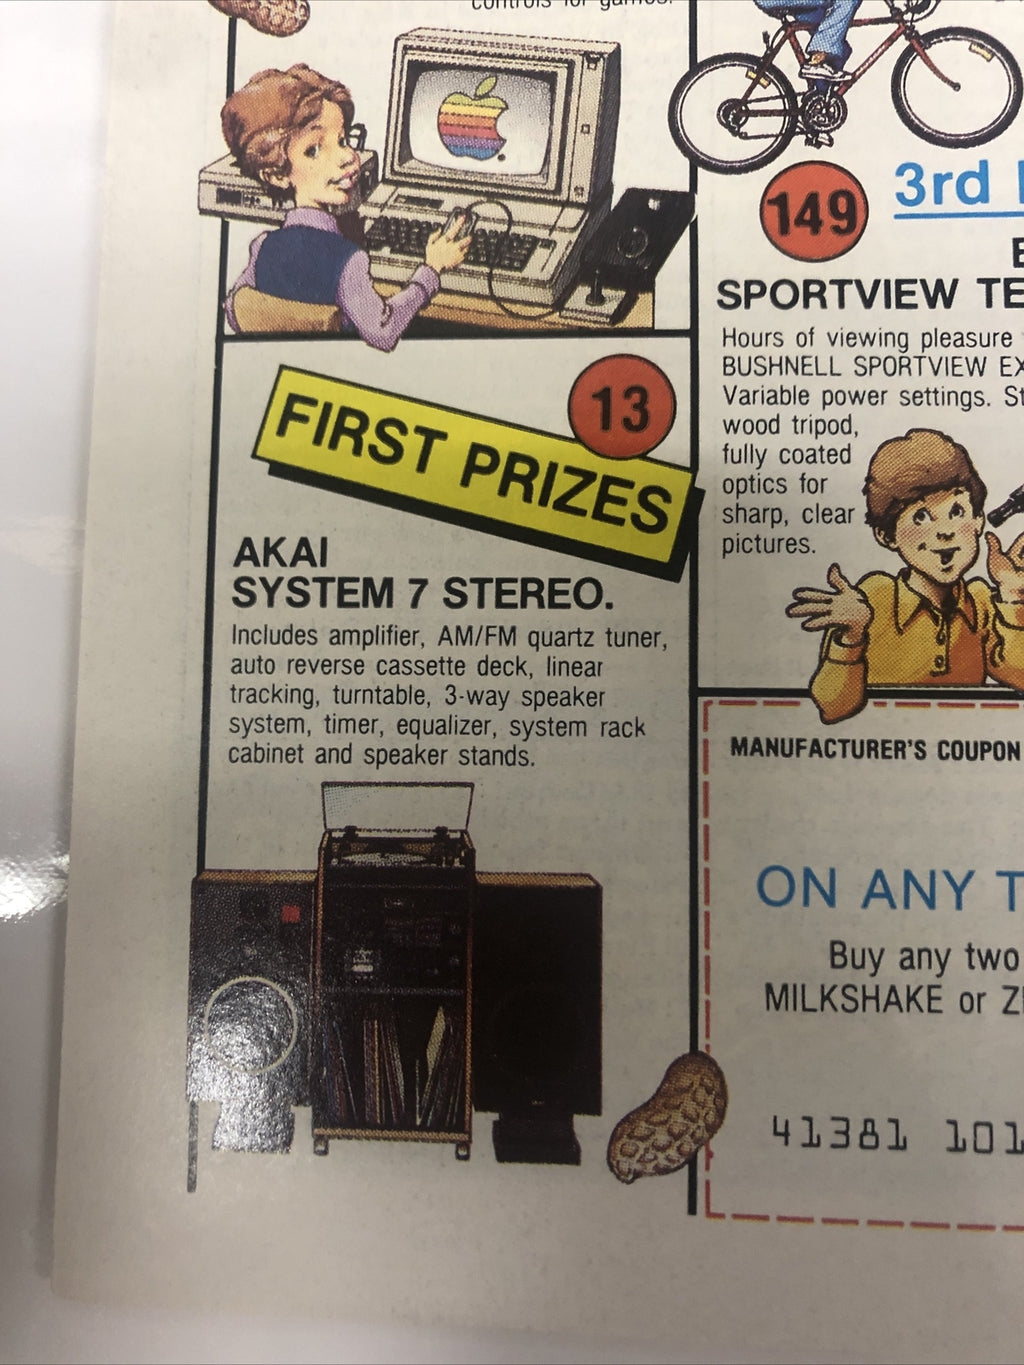 controls for games.
13
FIRST PRIZES
AKAI
SYSTEM 7 STEREO.
Includes amplifier, AM/FM quartz tuner,
auto reverse cassette deck, linear
tracking, turntable, 3-way speaker
system, timer, equalizer, system rack
cabinet and speaker stands.
149
3rd
SPORTVIEW
Hours of viewing pleasure
BUSHNELL SPORTVIEW
Variable power settings.
wood tripod,
fully coated
optics for
sharp, clear
pictures.
MANUFACTURER'S COUPON
ON ANY
Buy any two
MILKSHAKE or
41381 101